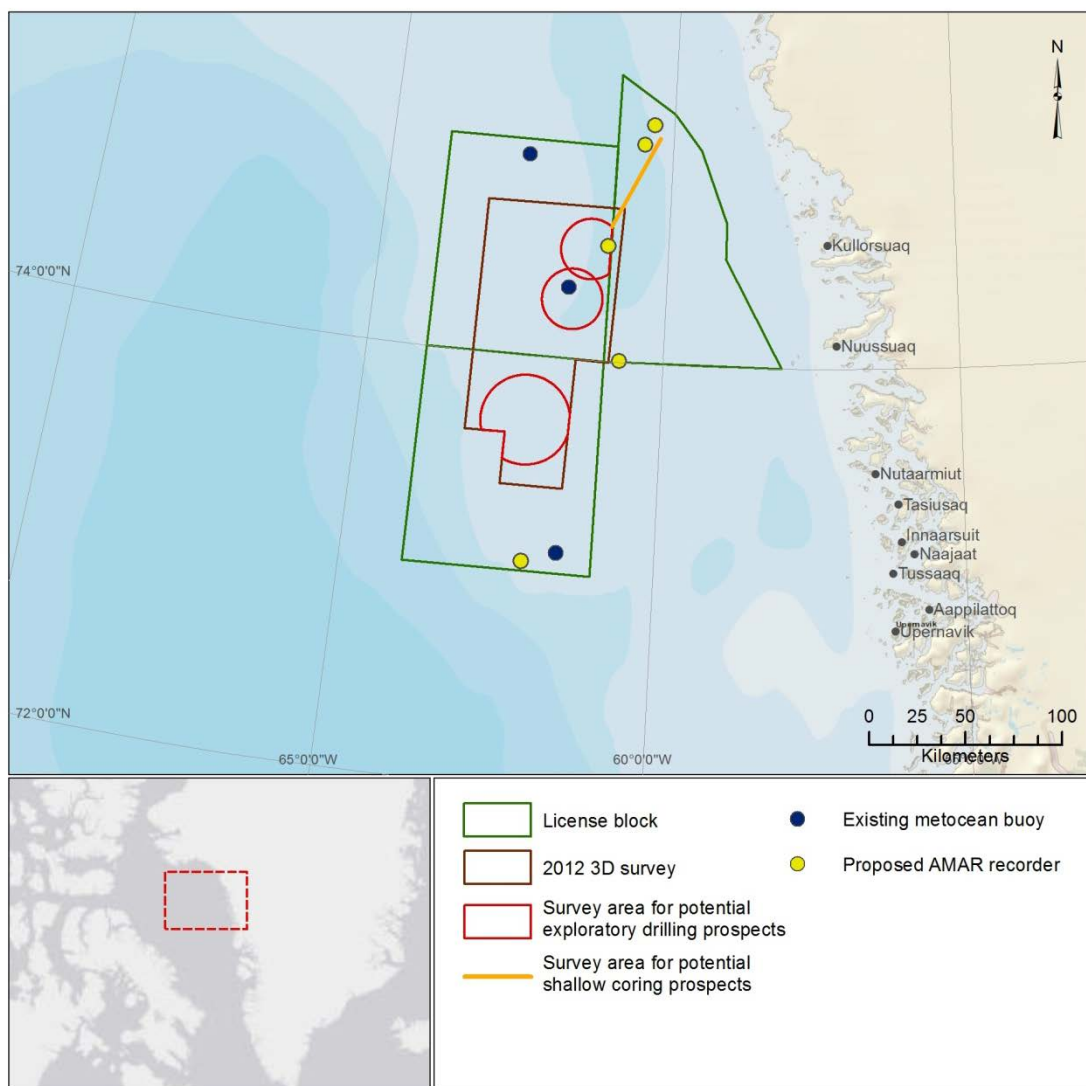 N
74°0'0"N
Kullorsuaq
Nuussuaq
Nutaarmiut
Tasiusaq
Innaarsuit
Naajaat
Tussaaq
Aappilattoq
Upernavik
Upernavik
72°0'0"N
65°0'0"W
60°0'0"W
0 25 50 100
Kilometers
License block
2012 3D survey
Survey area for potential
exploratory drilling prospects
Survey area for potential
shallow coring prospects
Existing metocean buoy
Proposed AMAR recorder